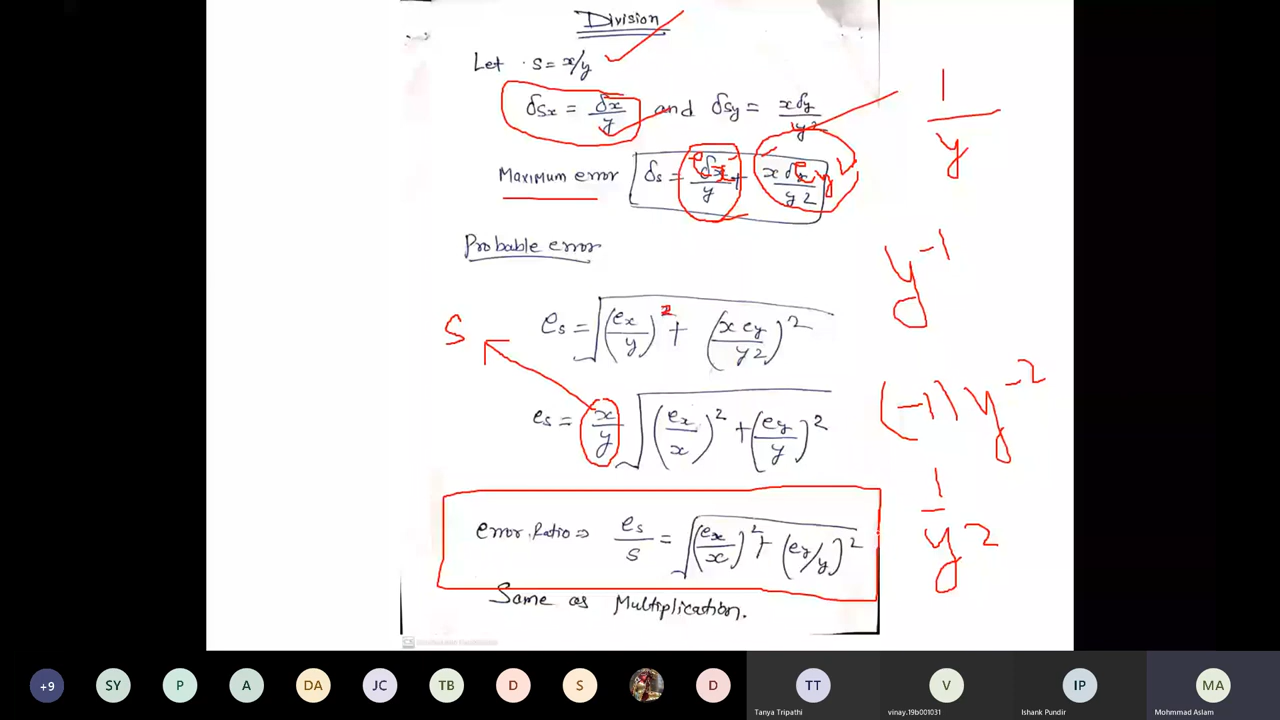 Division
Let . s = x/y
δsx = δx/y and δsy = xδy/y2
Maximum error δs = δx/y + x δx/y2
Probable error
es = √((ex/y)^2 + (x ey/y2)^2)
es = x/y √((ex/x)^2 + (ey/y)^2)
error Ratio ⇒ es/s = √((ex/x)^2 + (ey/y)^2)
Same as Multiplication.
S
1/y
y^-1
(-1) y^-2
1/y2
+9
SY
P
A
DA
JC
TB
D
S
D
TT
V
IP
MA
Tanya Tripathi
vinay.19b001031
Ishank Pundir
Mohmmad Aslam